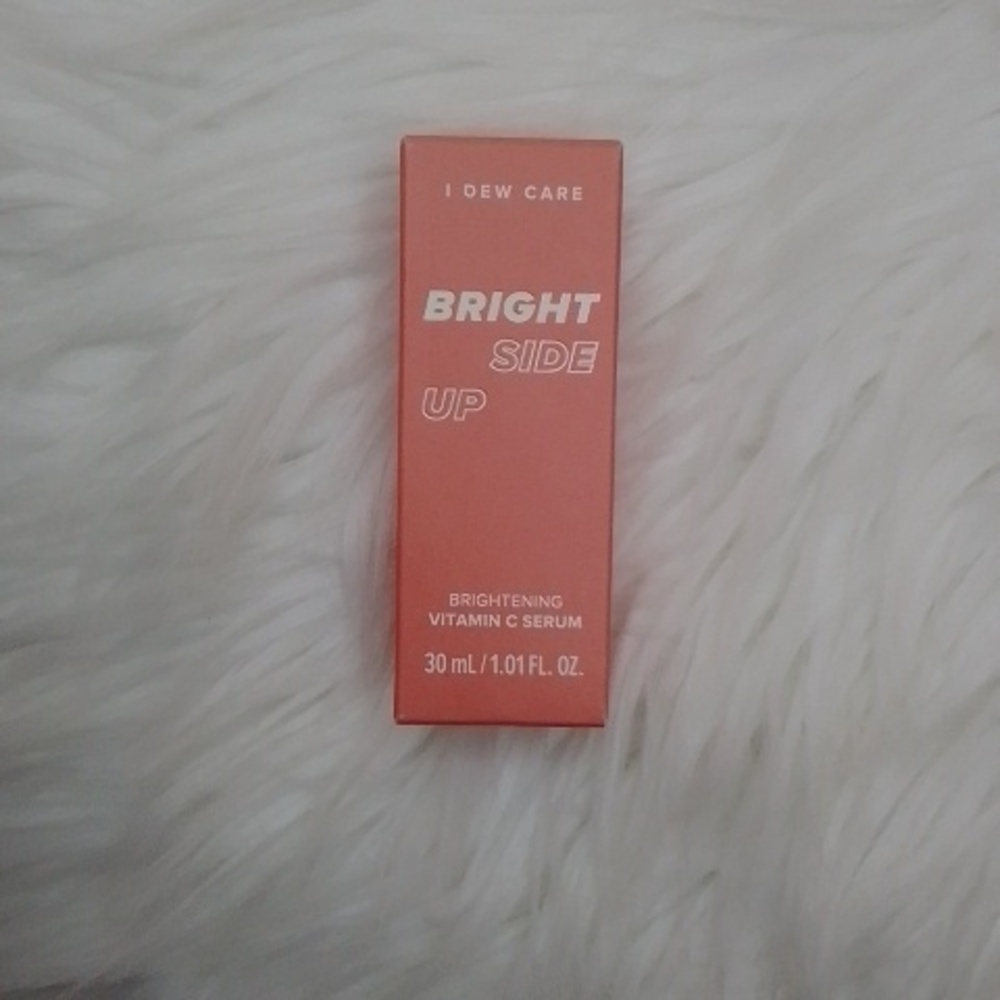 I DEW CARE
BRIGHT
SIDE
UP
BRIGHTENING
VITAMIN C SERUM
30 mL / 1.01 FL. OZ.